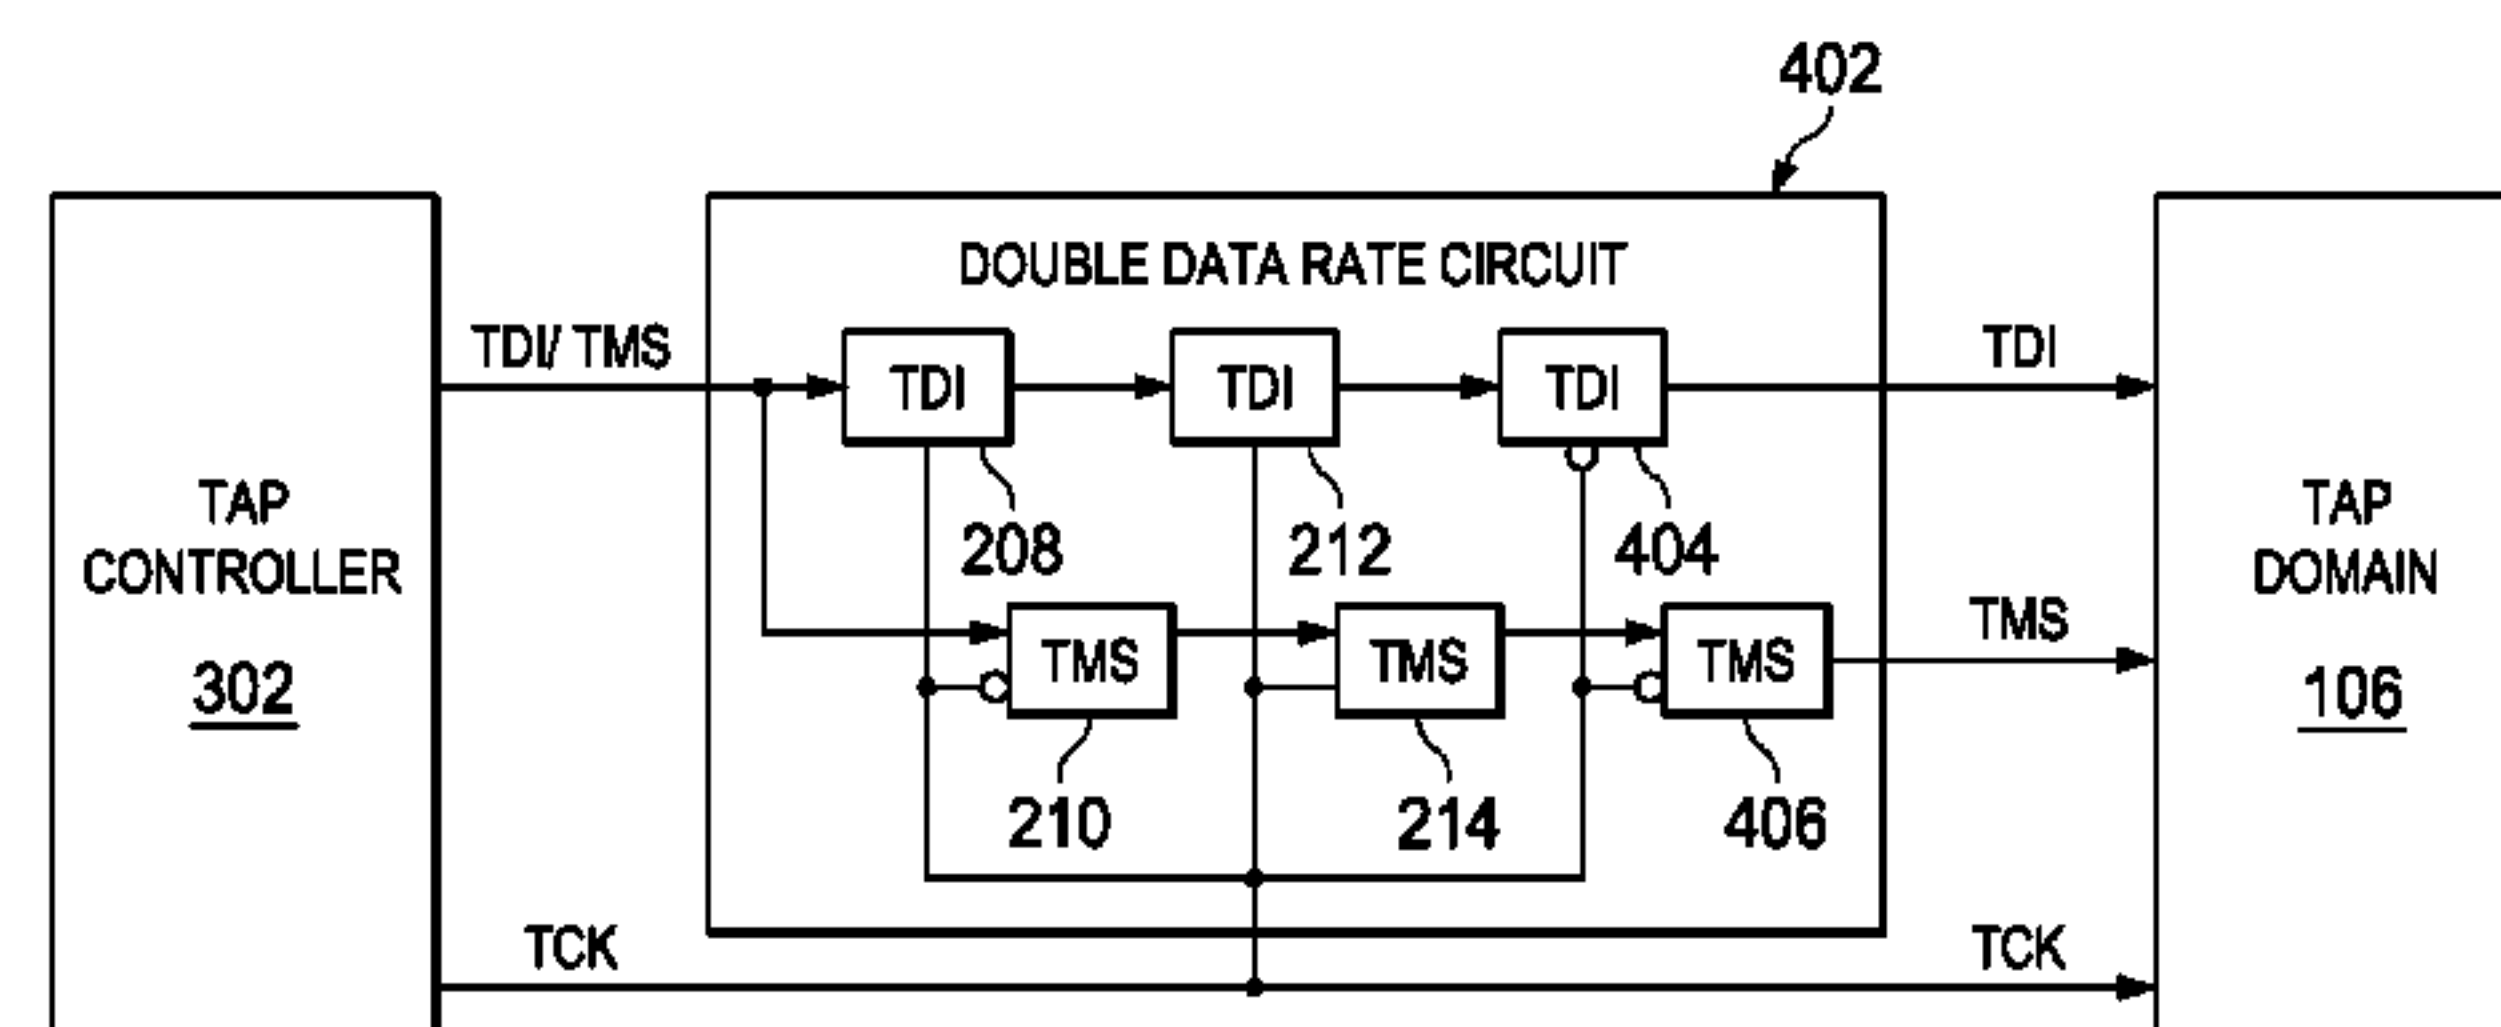 402
DOUBLE DATA RATE CIRCUIT
TDI/ TMS
TDI
TDI
TDI
TDI
208
212
404
TAP
CONTROLLER
302
TMS
TMS
TMS
TMS
TAP
DOMAIN
106
210
214
406
TCK
TCK